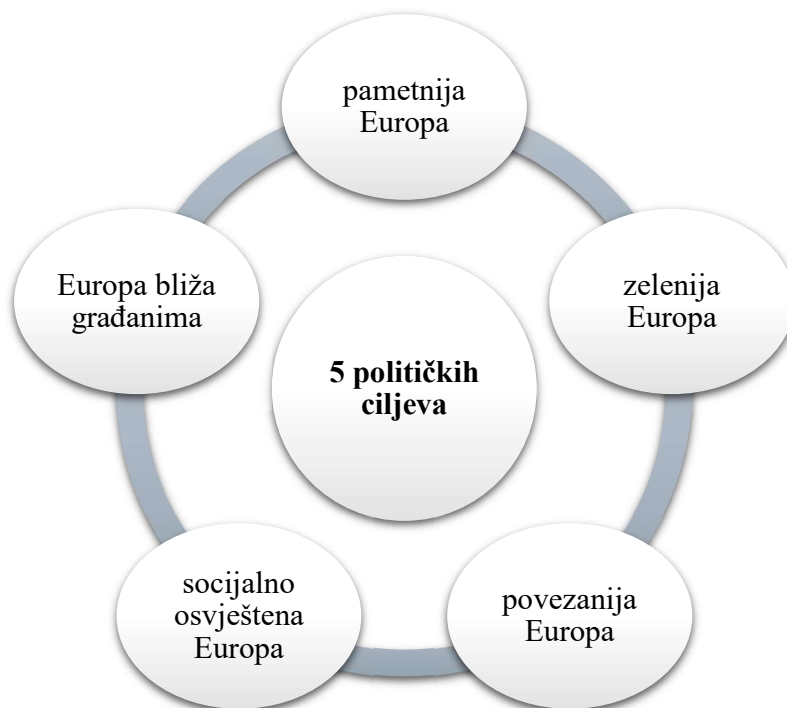 pametnija
Europa
zelenija
Europa
povezanija
Europa
socijalno
osvještena
Europa
Europa bliža
građanima
5 političkih
ciljeva